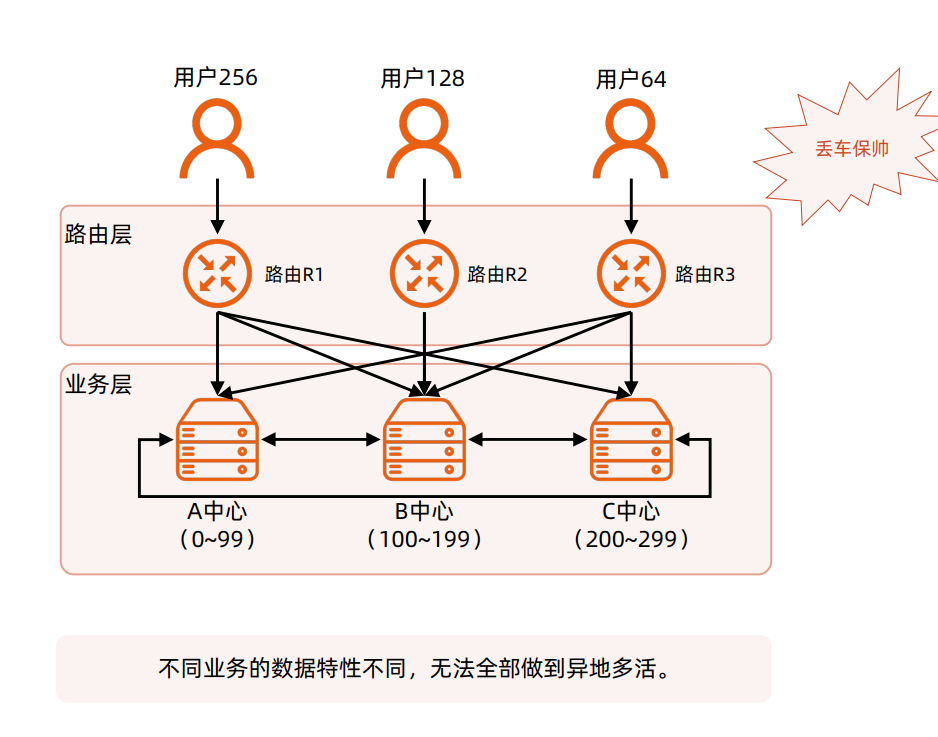 用户256
用户128
用户64
丢车保帅
路由层
路由R1
路由R2
路由R3
业务层
A中心
(0~99)
B中心
(100~199)
C中心
(200~299)
不同业务的数据特性不同，无法全部做到异地多活。